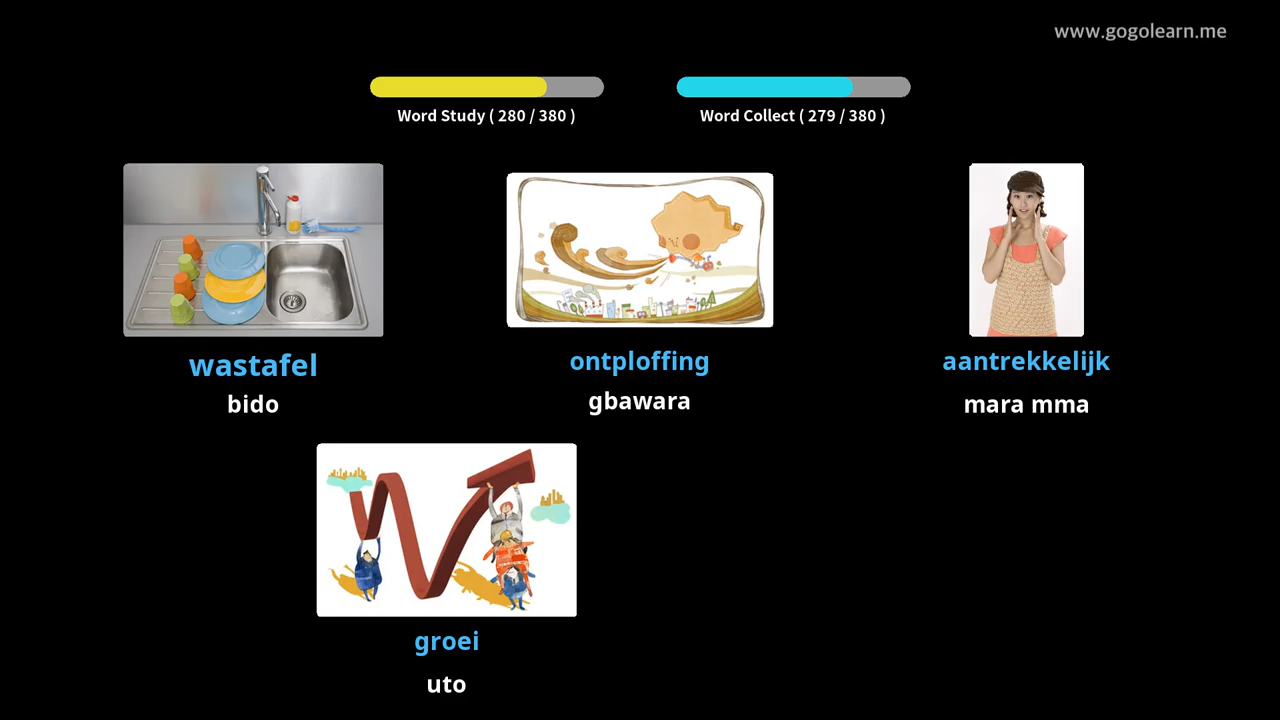 www.gogolearn.me
Word Study ( 280 / 380 )
Word Collect ( 279 / 380 )
wastafel
bido
ontploffing
gbawara
aantrekkelijk
mara mma
groei
uto